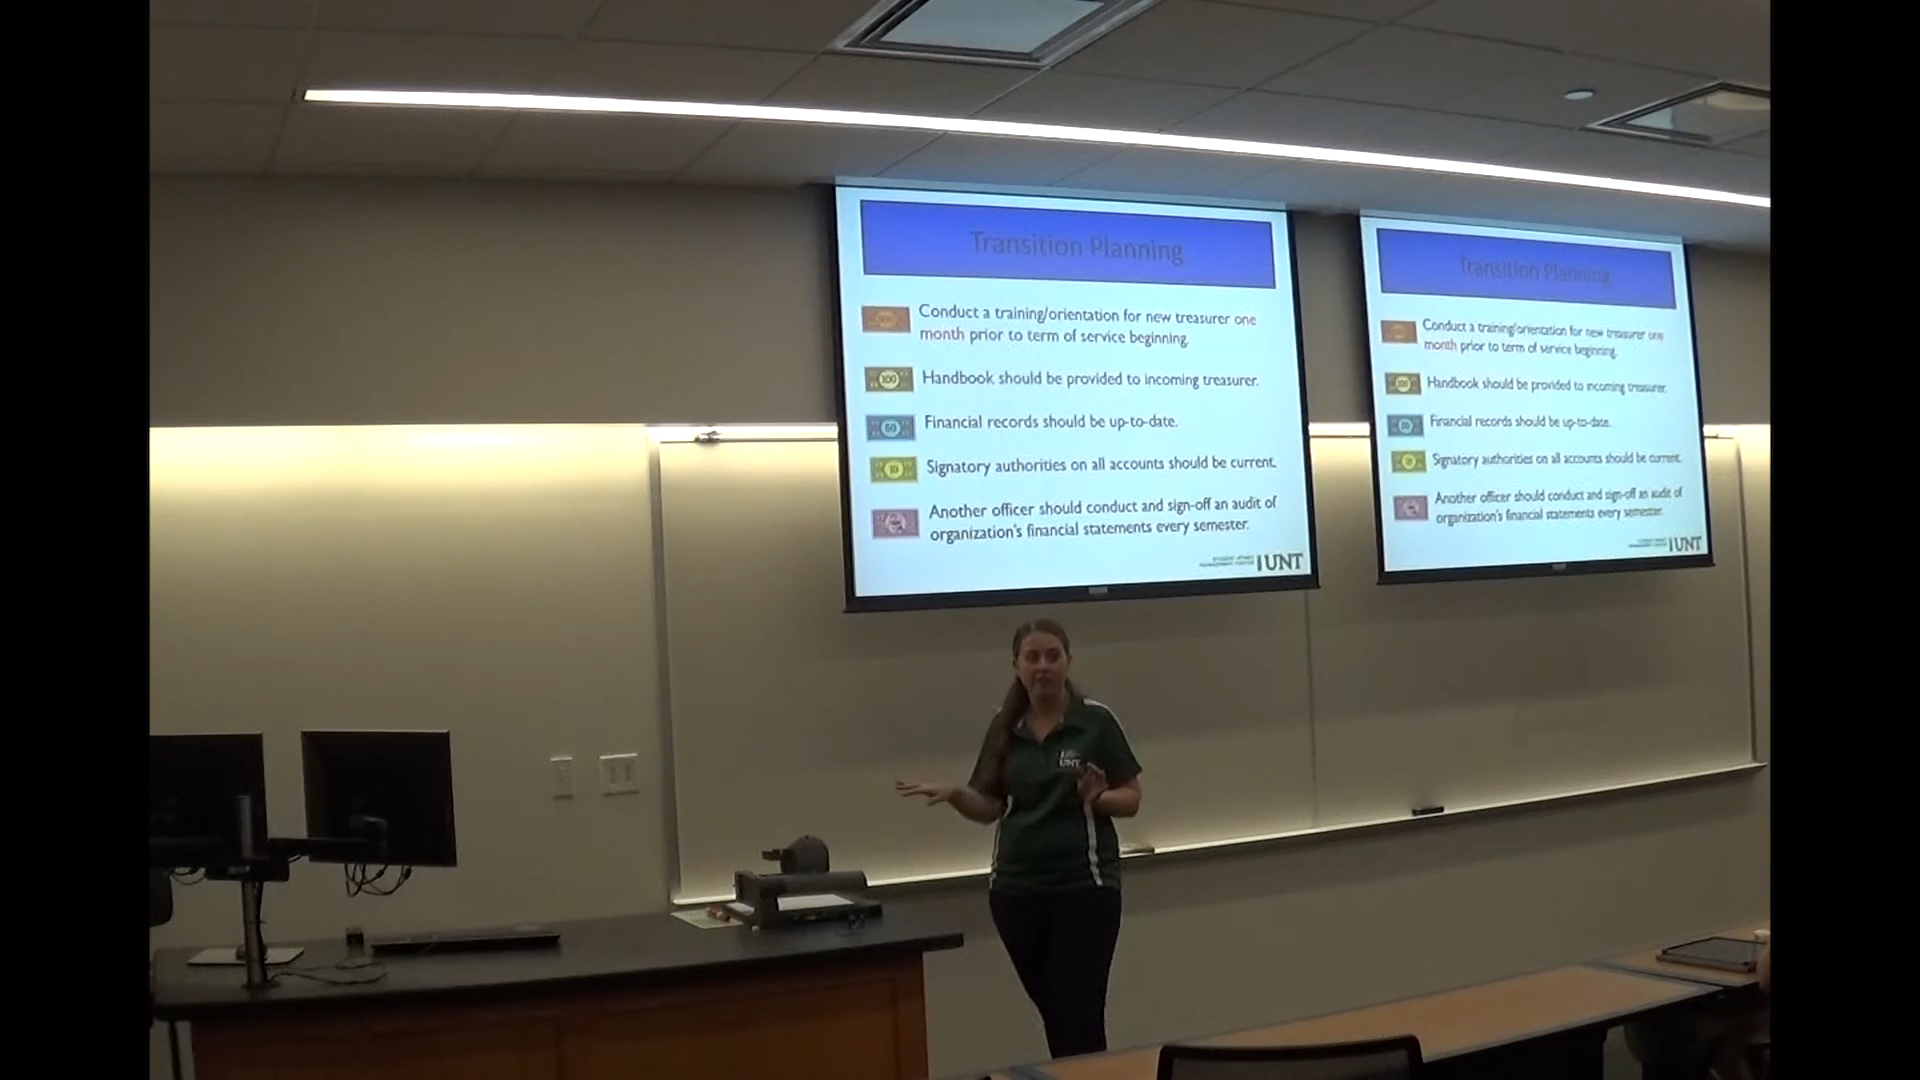 Transition Planning
Conduct a training/orientation for new treasurer one
month prior to term of service beginning.
100
Handbook should be provided to incoming treasurer.
50
Financial records should be up-to-date.
10
Signatory authorities on all accounts should be current.
Another officer should conduct and sign-off an audit of
organization's financial statements every semester.
UNT
Transition Planning
Conduct a training/orientation for new treasurer one
month prior to term of service beginning.
Handbook should be provided to incoming treasurer.
Financial records should be up-to-date.
Signatory authorities on all accounts should be current.
Another officer should conduct and sign-off an audit of
organization's financial statements every semester.
UNT
UNT